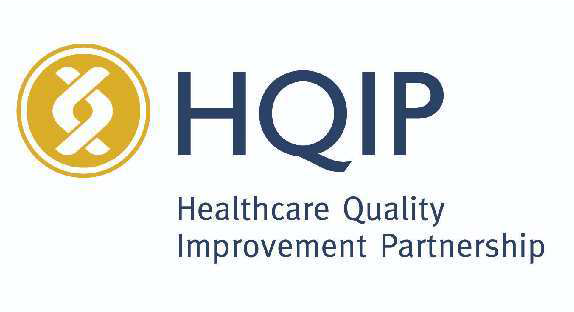 HQIP
Healthcare Quality
Improvement Partnership